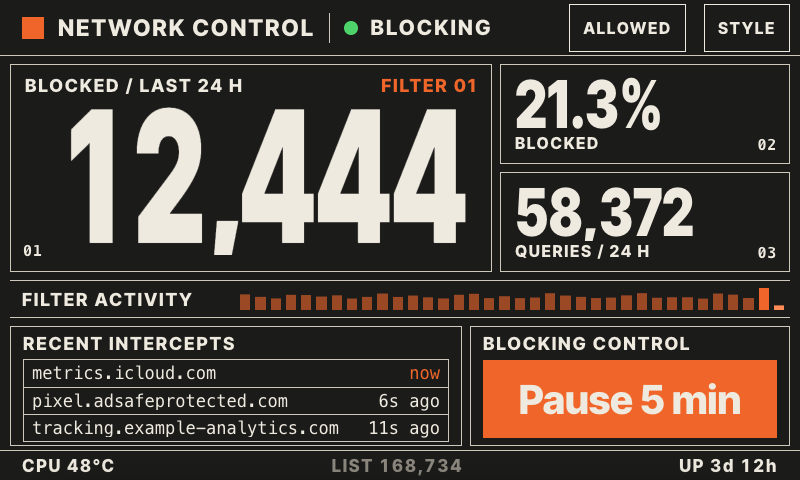 NETWORK CONTROL
BLOCKING
ALLOWED
STYLE
BLOCKED / LAST 24 H
FILTER 01
12,444
01
21.3%
BLOCKED
02
58,372
QUERIES / 24 H
03
FILTER ACTIVITY
RECENT INTERCEPTS
metrics.icloud.com now
pixel.adsafeprotected.com 6s ago
tracking.example-analytics.com 11s ago
BLOCKING CONTROL
Pause 5 min
CPU 48°C
LIST 168,734
UP 3d 12h